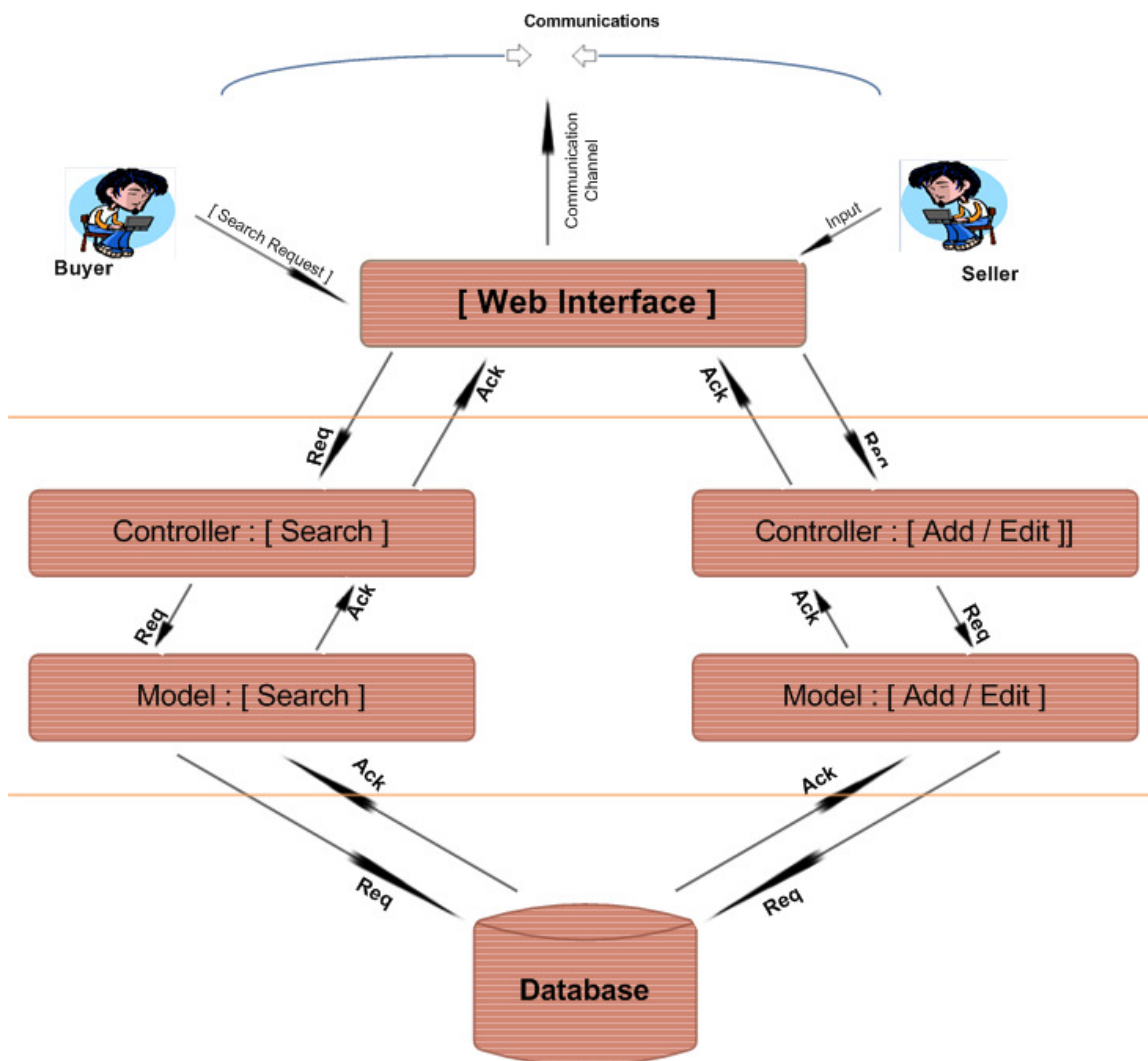 Communications
Communication
Channel
[ Search Request ]
Input
Buyer
Seller
[ Web Interface ]
Ack
Ack
Req
Req
Controller : [ Search ]
Controller : [ Add / Edit ]]
Req
Ack
Ack
Req
Model : [ Search ]
Model : [ Add / Edit ]
Ack
Ack
Req
Req
Database